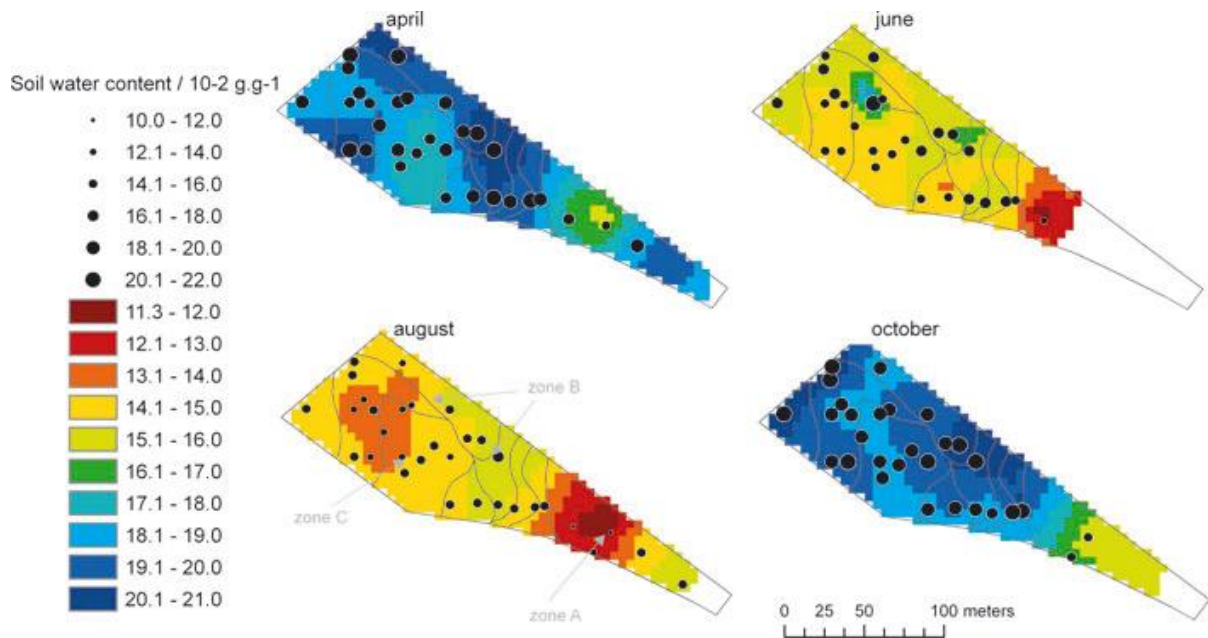 april
june
Soil water content / 10-2 g.g-1
10.0 - 12.0
12.1 - 14.0
14.1 - 16.0
16.1 - 18.0
18.1 - 20.0
20.1 - 22.0
11.3 - 12.0
12.1 - 13.0
13.1 - 14.0
14.1 - 15.0
15.1 - 16.0
16.1 - 17.0
17.1 - 18.0
18.1 - 19.0
19.1 - 20.0
20.1 - 21.0
august
october
zone B
zone C
zone A
0 25 50 100 meters